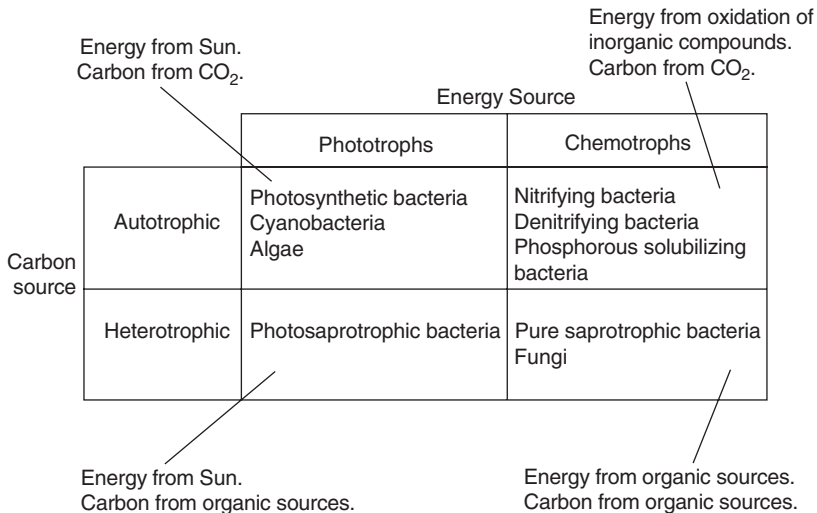 Energy from Sun.
Carbon from CO₂.
Energy from oxidation of
inorganic compounds.
Carbon from CO₂.
Energy Source
Phototrophs
Chemotrophs
Carbon
source
Autotrophic
Photosynthetic bacteria
Cyanobacteria
Algae
Nitrifying bacteria
Denitrifying bacteria
Phosphorous solubilizing
bacteria
Heterotrophic
Photosaprotrophic bacteria
Pure saprotrophic bacteria
Fungi
Energy from Sun.
Carbon from organic sources.
Energy from organic sources.
Carbon from organic sources.